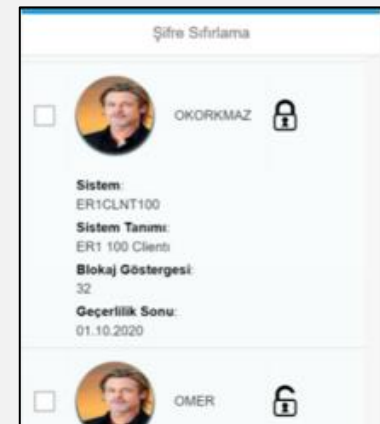 Şifre Sıfırlama
OKORKMAZ
Sistem:
ER1CLNT100
Sistem Tanımı:
ER1 100 Clienti
Blokaj Göstergesi:
32
Geçerlilik Sonu:
01.10.2020
OMER